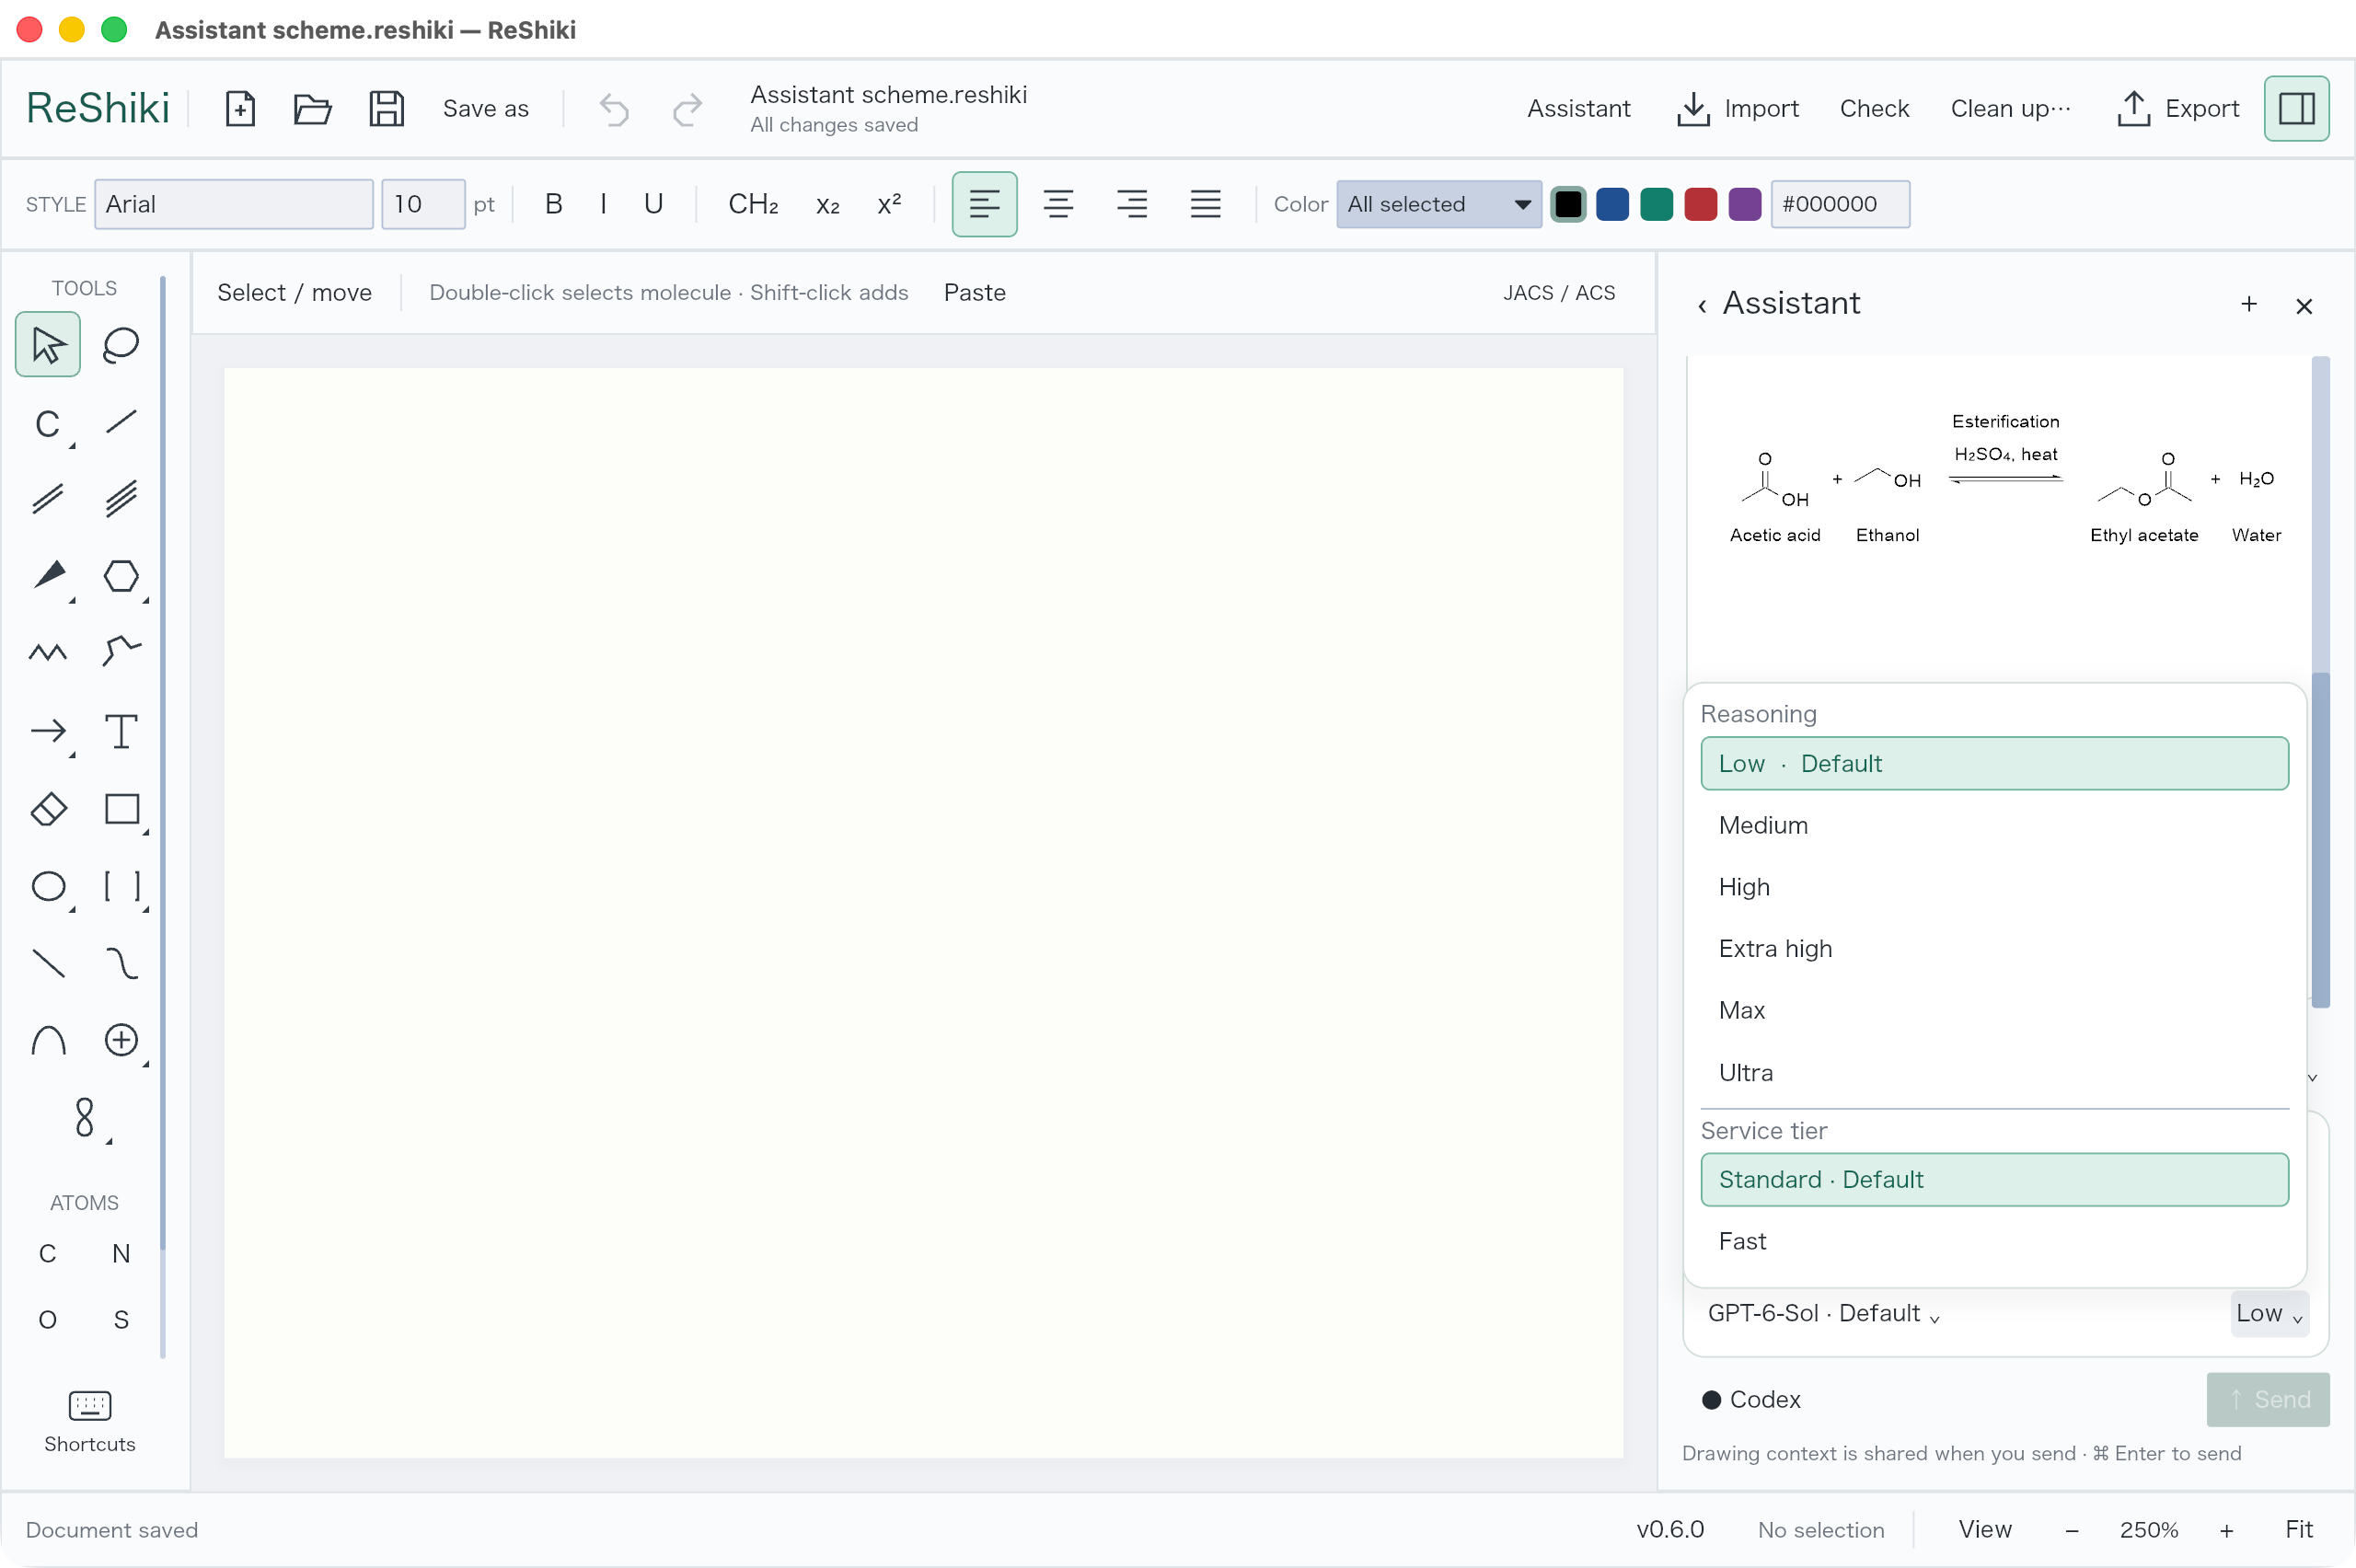 Assistant scheme.reshiki — ReShiki
ReShiki
Save as
Assistant scheme.reshiki
All changes saved
Assistant
Import
Check
Clean up···
Export
STYLE
Arial
10
pt
B I U
CH₂ x₂ x²
Color
All selected
#000000
TOOLS
C
T
[ ]
ATOMS
C N
O S
Shortcuts
Select / move
Double-click selects molecule · Shift-click adds
Paste
JACS / ACS
‹ Assistant
+ ×
Esterification
H₂SO₄, heat
O
OH
+
OH
O
O
+
H₂O
Acetic acid
Ethanol
Ethyl acetate
Water
Reasoning
Low · Default
Medium
High
Extra high
Max
Ultra
Service tier
Standard · Default
Fast
GPT-6-Sol · Default
Low
Codex
↑ Send
Drawing context is shared when you send · ⌘ Enter to send
Document saved
v0.6.0
No selection
View
− 250% +
Fit